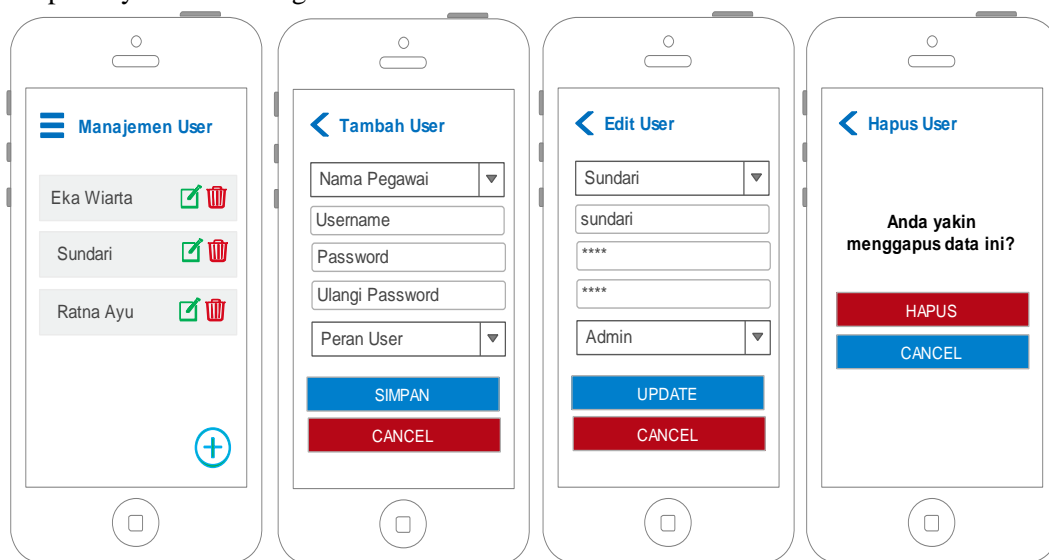 Manajemen User
Eka Wiarta
Sundari
Ratna Ayu
Tambah User
Nama Pegawai
Username
Password
Ulangi Password
Peran User
SIMPAN
CANCEL
Edit User
Sundari
sundari
****
****
Admin
UPDATE
CANCEL
Hapus User
Anda yakin
menggapus data ini?
HAPUS
CANCEL